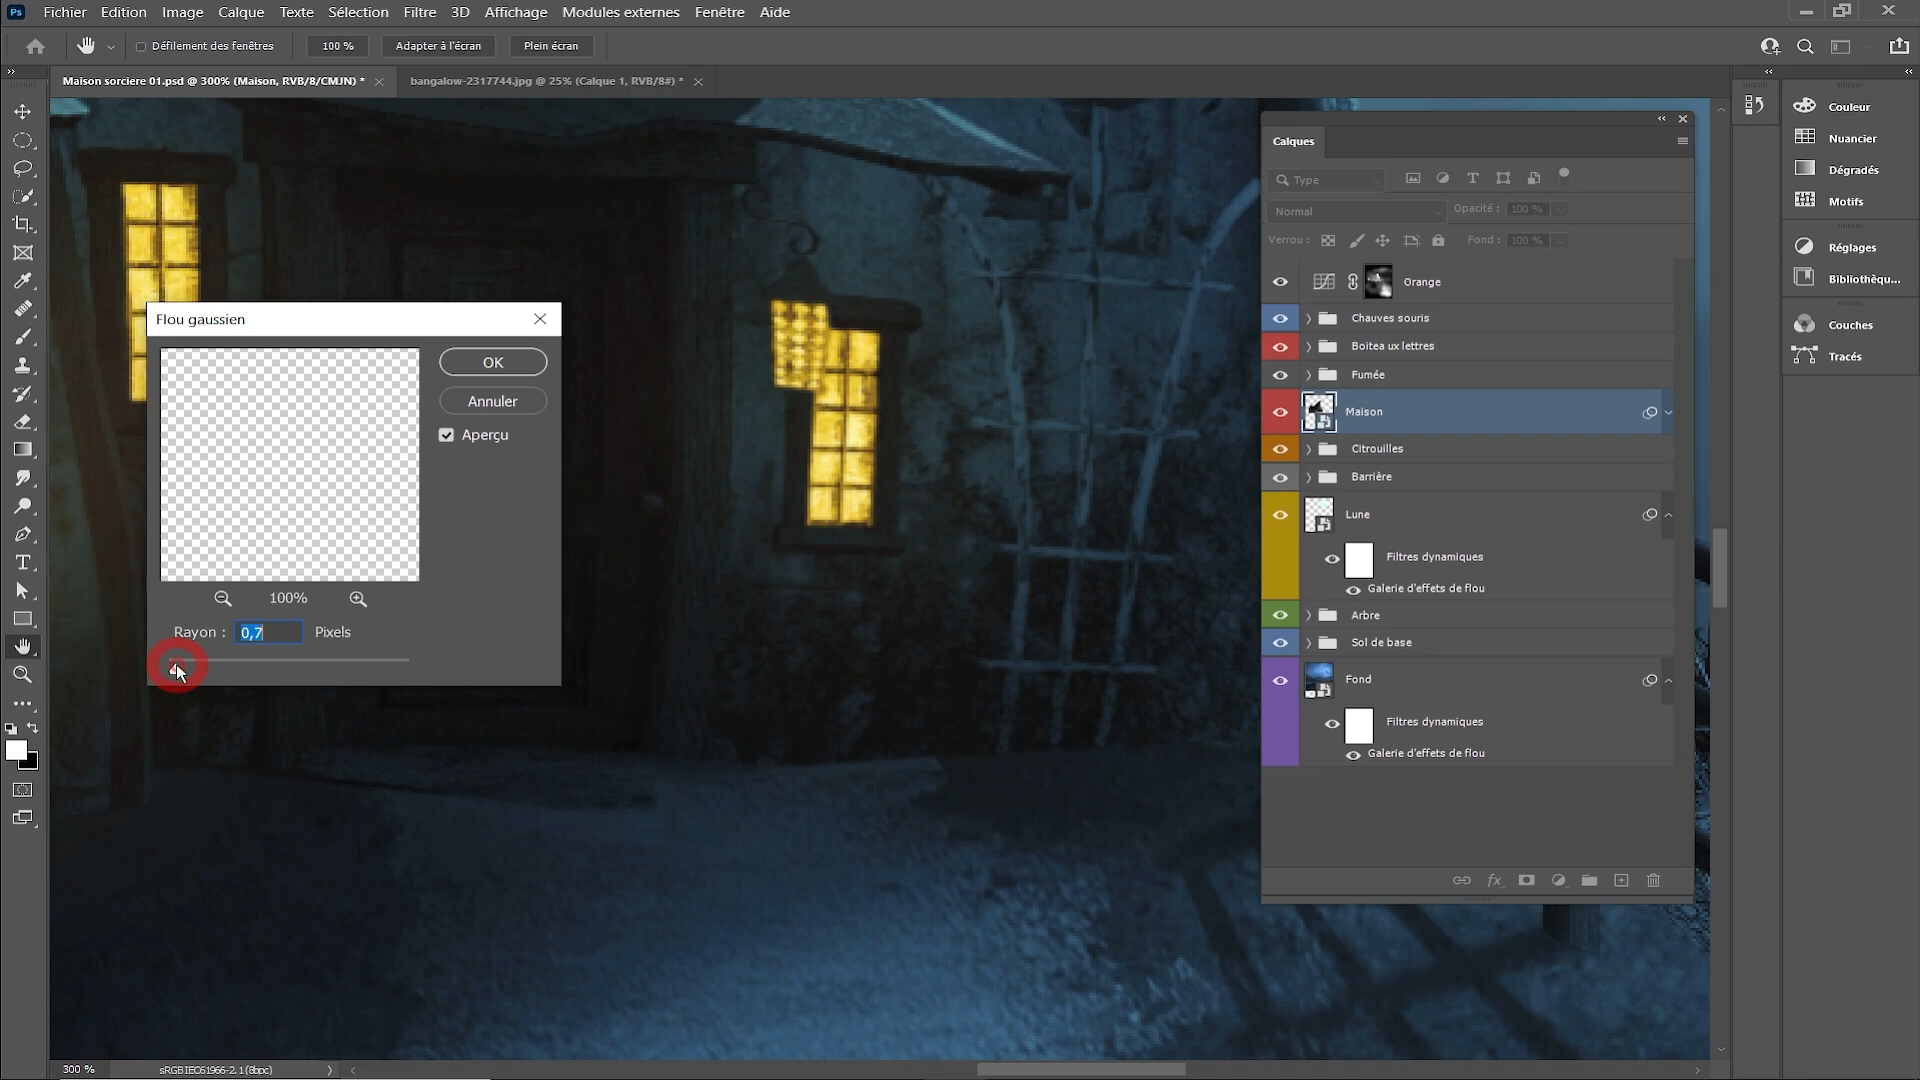 Ps Fichier Edition Image Calque Texte Sélection Filtre 3D Affichage Modules externes Fenêtre Aide
Défilement des fenêtres 100 % Adapter à l'écran Plein écran
Maison sorciere 01.psd @ 300% (Maison, RVB/8/CMJN) * bangalow-2317744.jpg @ 25% (Calque 1, RVB/8#) *
Calques
Type
Normal Opacité : 100 %
Verrou : Fond : 100 %
Orange
Chauves souris
Boitea ux lettres
Fumée
Maison
Citrouilles
Barrière
Lune
Filtres dynamiques
Galerie d'effets de flou
Arbre
Sol de base
Fond
Filtres dynamiques
Galerie d'effets de flou
Couleur
Nuancier
Dégradés
Motifs
Réglages
Bibliothèqu...
Couches
Tracés
Flou gaussien
OK
Annuler
Aperçu
100%
Rayon : 0,7 Pixels
300 % sRGB IEC61966-2.1 (8bpc)